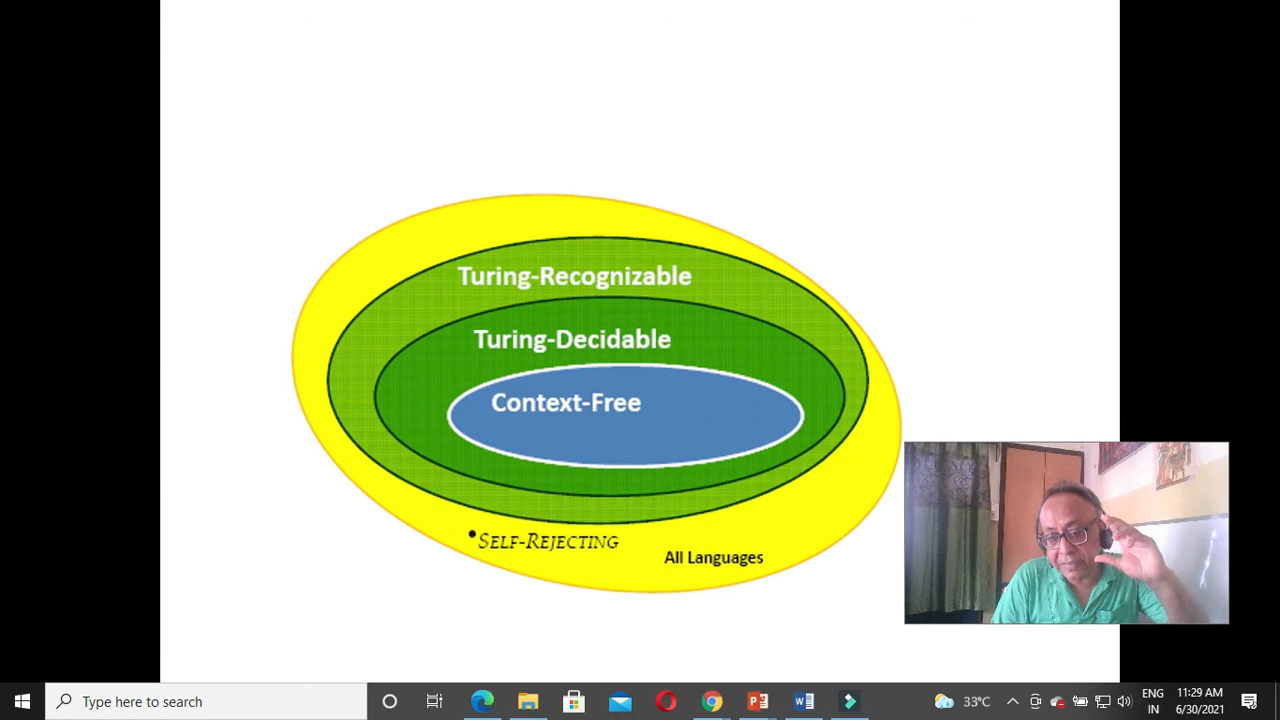 Turing-Recognizable
Turing-Decidable
Context-Free
•SELF-REJECTING
All Languages
Type here to search
33°C
ENG
IN
11:29 AM
6/30/2021